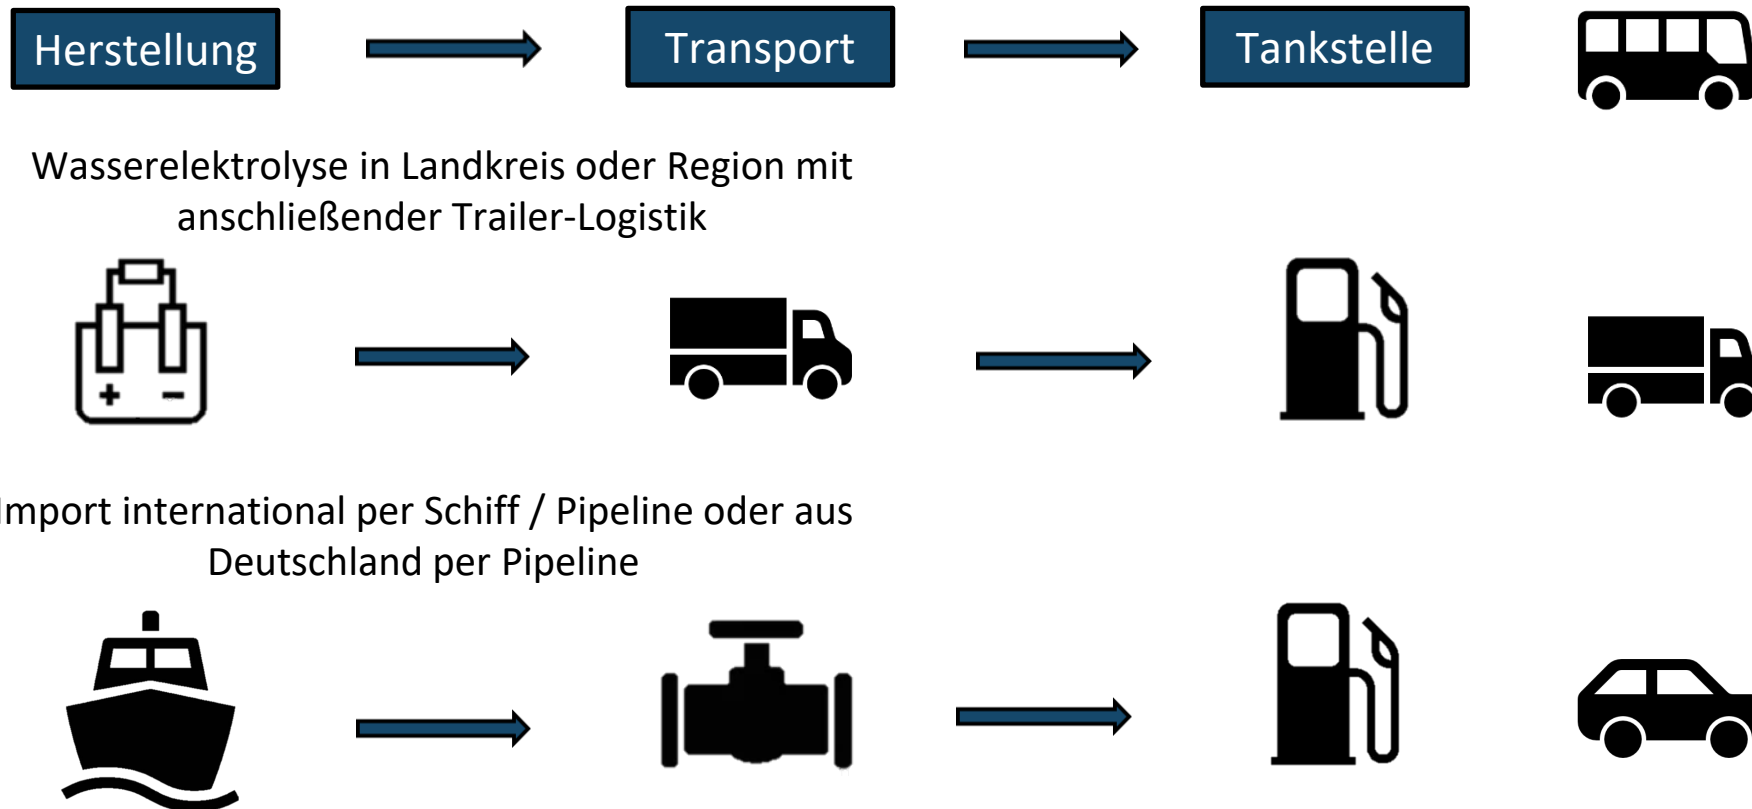 Herstellung
Transport
Tankstelle
Wasserelektrolyse in Landkreis oder Region mit
anschließender Trailer-Logistik
+ −
Import international per Schiff / Pipeline oder aus
Deutschland per Pipeline